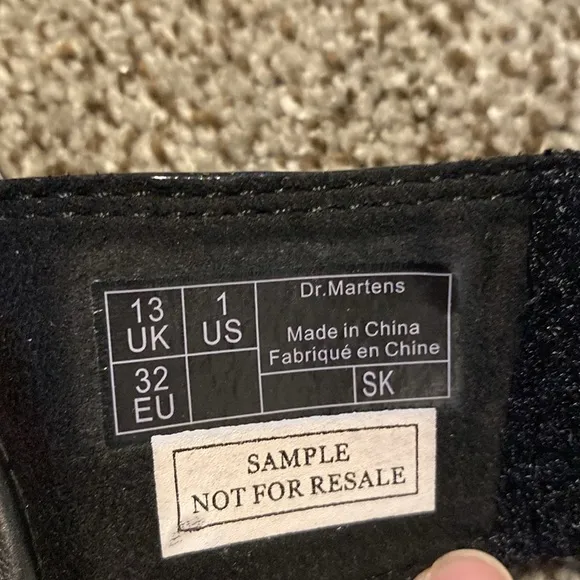 13
UK
1
US
32
EU
Dr.Martens
Made in China
Fabriqué en Chine
SK
SAMPLE
NOT FOR RESALE